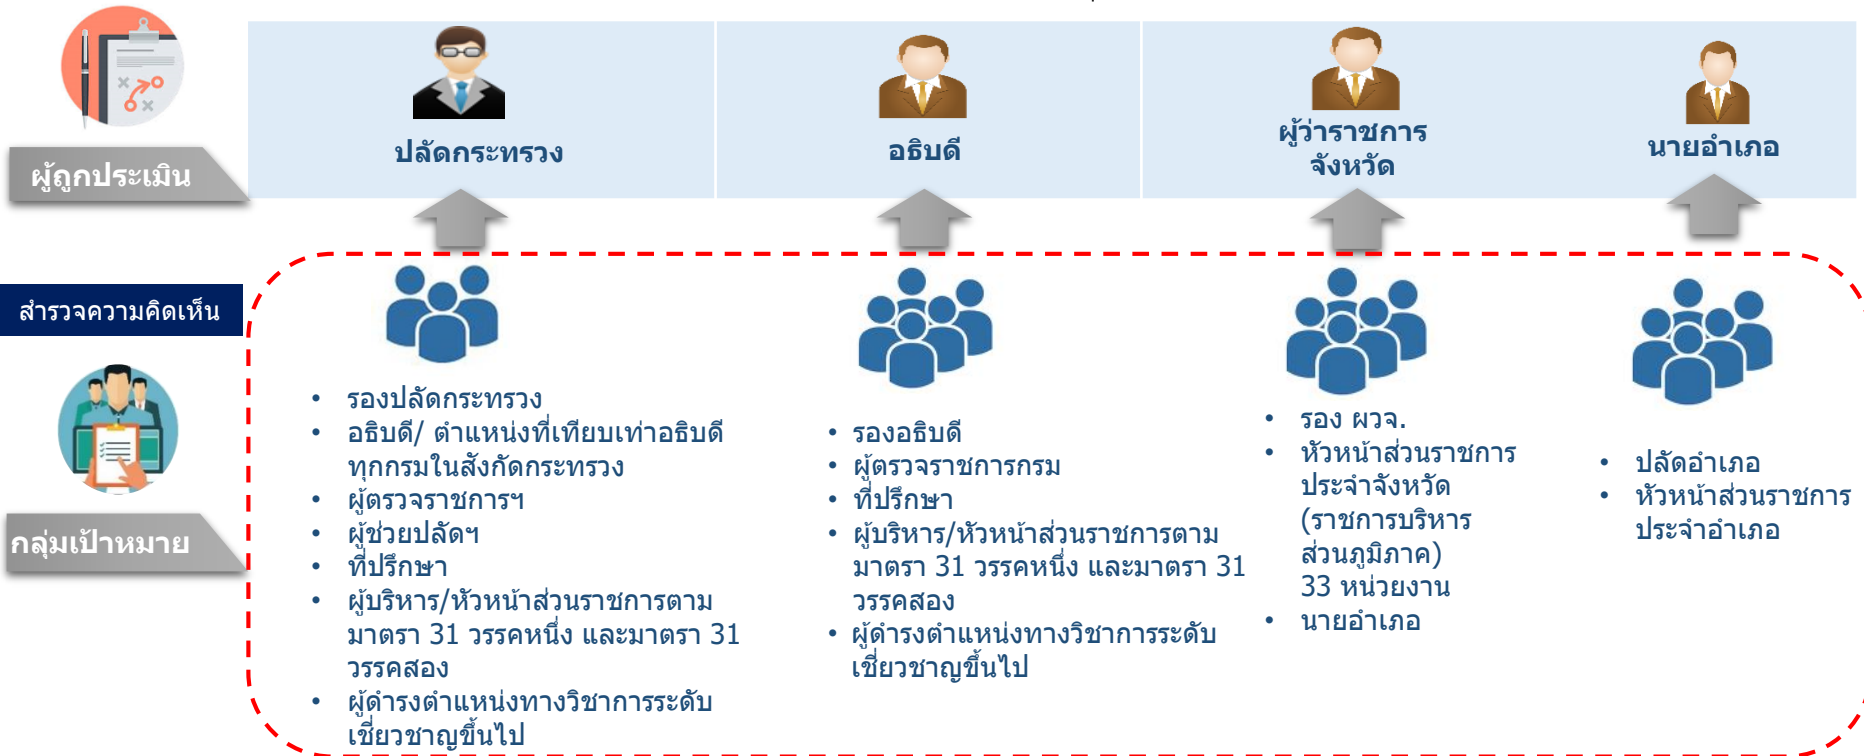 ผู้ถูกประเมิน
ปลัดกระทรวง
อธิบดี
ผู้ว่าราชการ
จังหวัด
นายอำเภอ
สำรวจความคิดเห็น
กลุ่มเป้าหมาย
• รองปลัดกระทรวง
• อธิบดี/ ตำแหน่งที่เทียบเท่าอธิบดี
ทุกกรมในสังกัดกระทรวง
• ผู้ตรวจราชการฯ
• ผู้ช่วยปลัดฯ
• ที่ปรึกษา
• ผู้บริหาร/หัวหน้าส่วนราชการตาม
มาตรา 31 วรรคหนึ่ง และมาตรา 31
วรรคสอง
• ผู้ดำรงตำแหน่งทางวิชาการระดับ
เชี่ยวชาญขึ้นไป
• รองอธิบดี
• ผู้ตรวจราชการกรม
• ที่ปรึกษา
• ผู้บริหาร/หัวหน้าส่วนราชการตาม
มาตรา 31 วรรคหนึ่ง และมาตรา 31
วรรคสอง
• ผู้ดำรงตำแหน่งทางวิชาการระดับ
เชี่ยวชาญขึ้นไป
• รอง ผวจ.
• หัวหน้าส่วนราชการ
ประจำจังหวัด
(ราชการบริหาร
ส่วนภูมิภาค)
33 หน่วยงาน
• นายอำเภอ
• ปลัดอำเภอ
• หัวหน้าส่วนราชการ
ประจำอำเภอ